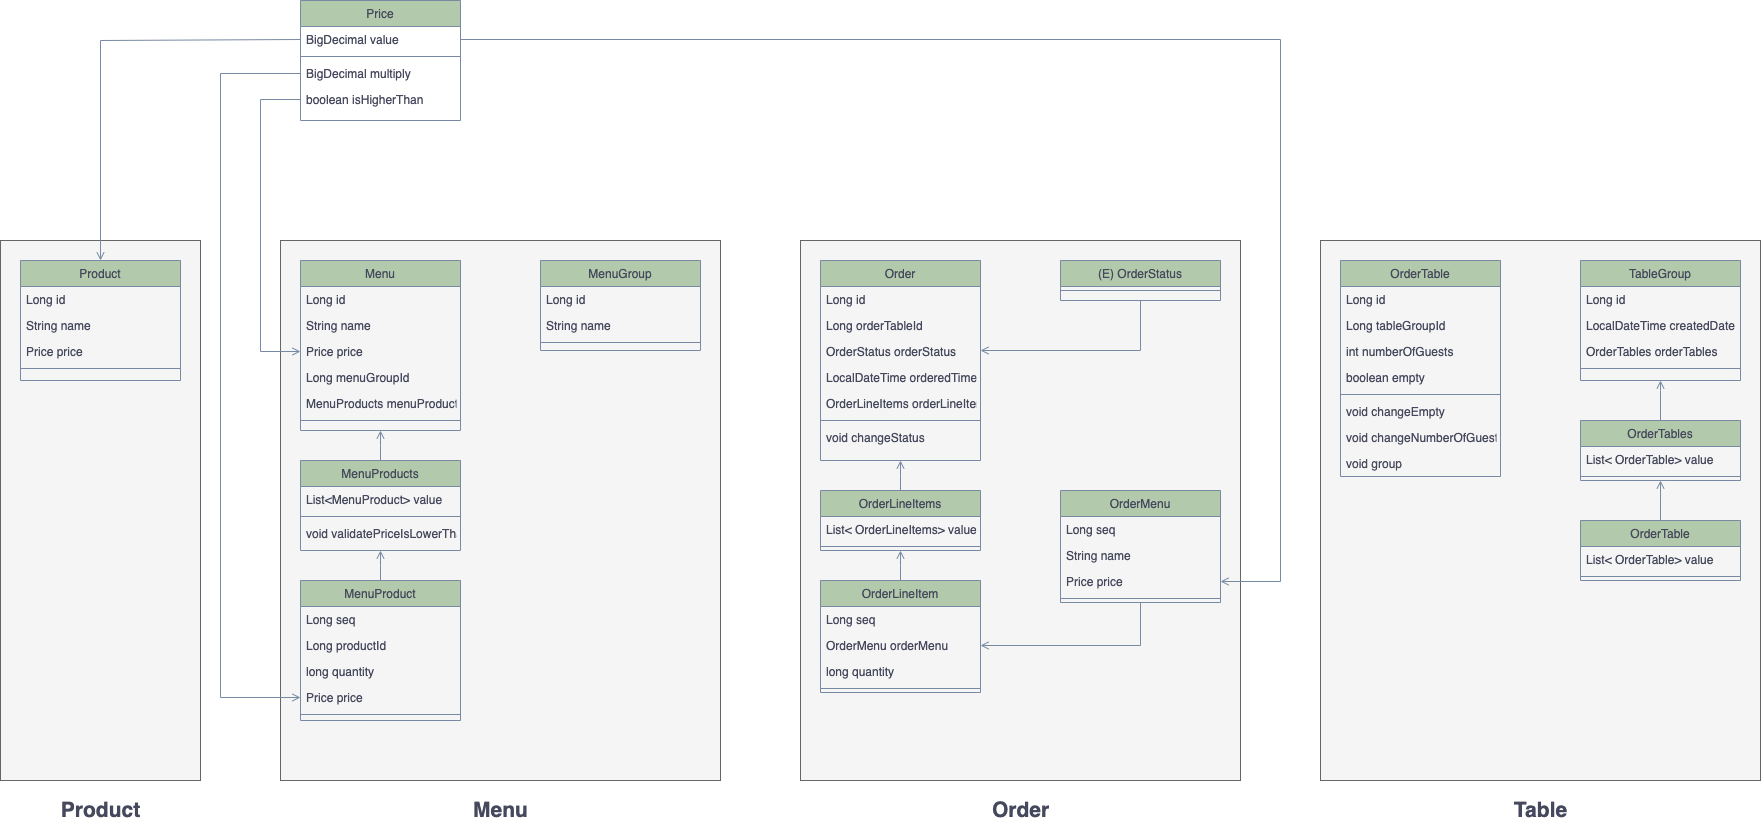 Price
BigDecimal value
BigDecimal multiply
boolean isHigherThan
Product
Long id
String name
Price price
Menu
Long id
String name
Price price
Long menuGroupId
MenuProducts menuProduct
MenuGroup
Long id
String name
MenuProducts
List<MenuProduct> value
void validatePriceIsLowerTh
MenuProduct
Long seq
Long productId
long quantity
Price price
Order
Long id
Long orderTableId
OrderStatus orderStatus
LocalDateTime orderedTime
OrderLineItems orderLineIte
void changeStatus
(E) OrderStatus
OrderLineItems
List< OrderLineItems> value
OrderMenu
Long seq
String name
Price price
OrderLineItem
Long seq
OrderMenu orderMenu
long quantity
OrderTable
Long id
Long tableGroupId
int numberOfGuests
boolean empty
void changeEmpty
void changeNumberOfGuest
void group
TableGroup
Long id
LocalDateTime createdDate
OrderTables orderTables
OrderTables
List< OrderTable> value
OrderTable
List< OrderTable> value
Product
Menu
Order
Table